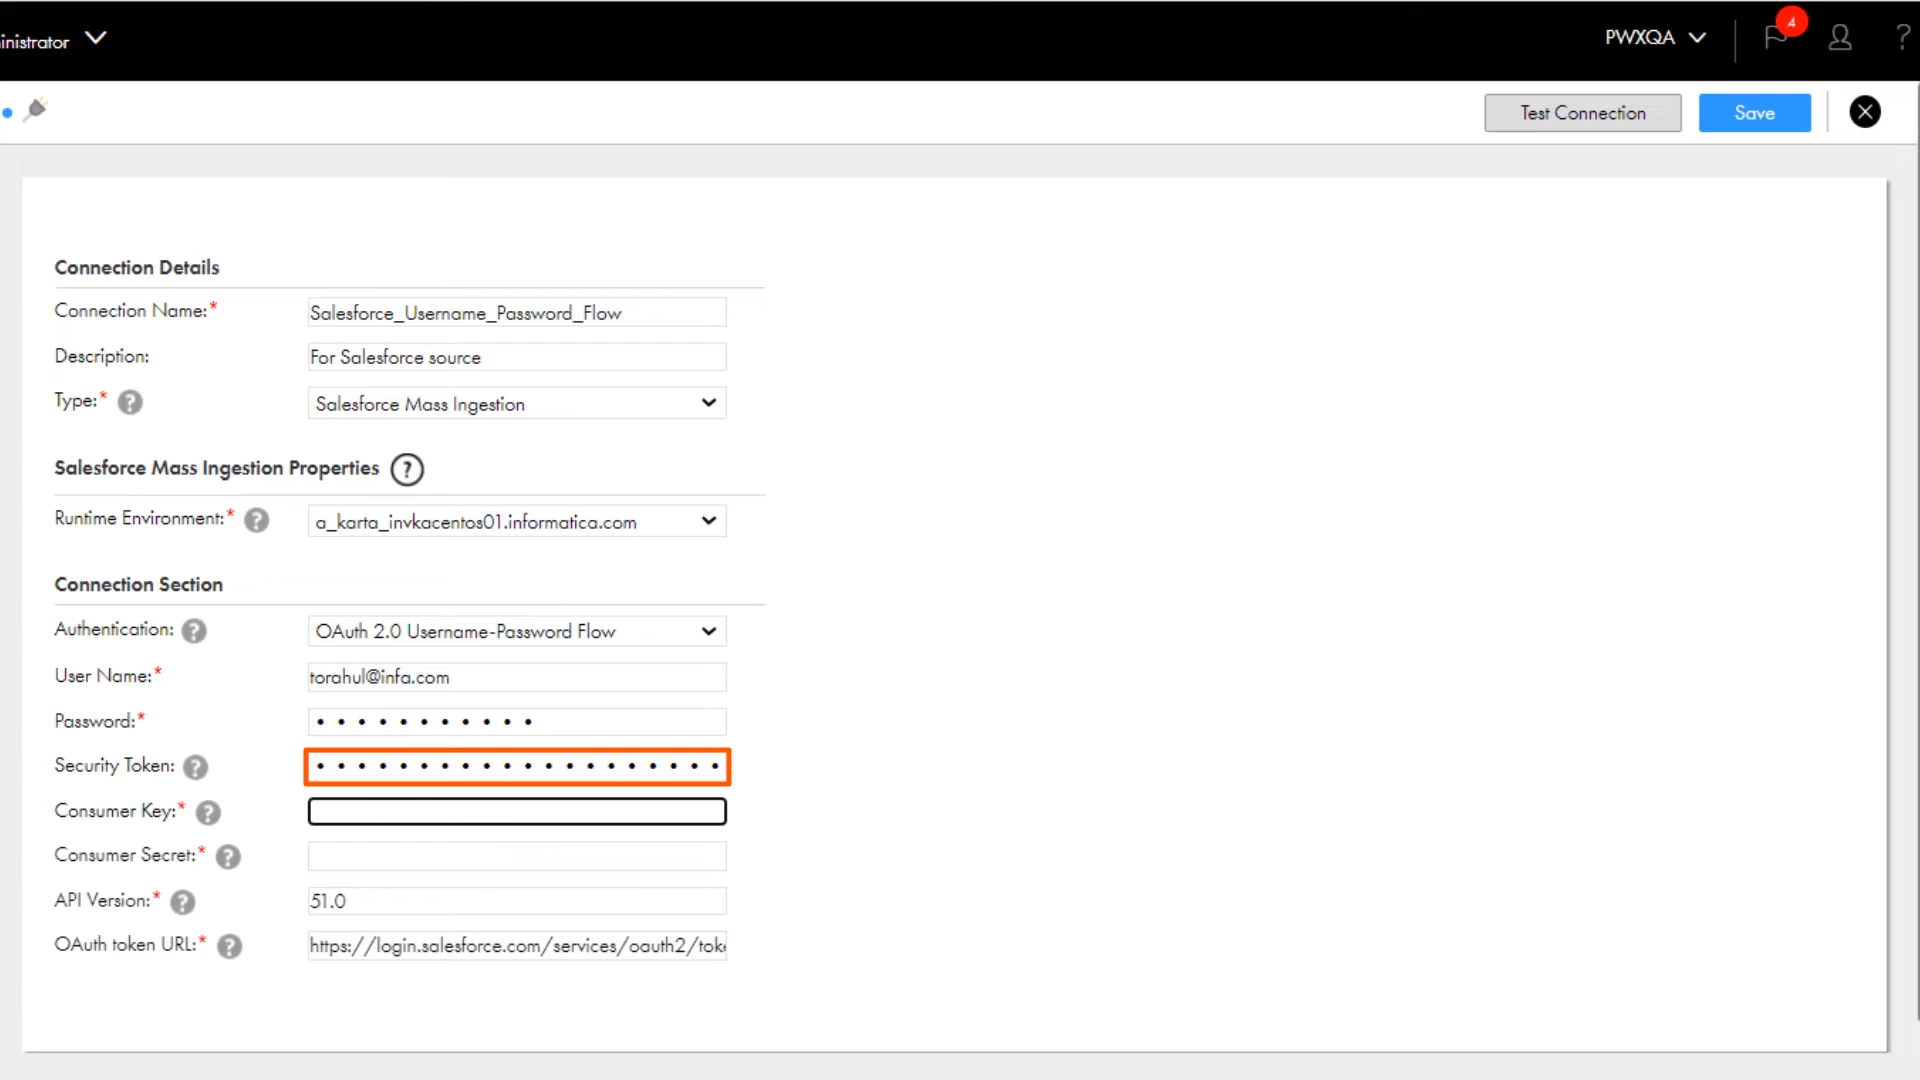 inistrator
PWXQA
4
?
Test Connection
Save
Connection Details
Connection Name:*
Salesforce_Username_Password_Flow
Description:
For Salesforce source
Type:* ?
Salesforce Mass Ingestion
Salesforce Mass Ingestion Properties ?
Runtime Environment:* ?
a_karta_invkacentos01.informatica.com
Connection Section
Authentication: ?
OAuth 2.0 Username-Password Flow
User Name:*
torahul@infa.com
Password:*
Security Token: ?
Consumer Key:* ?
Consumer Secret:* ?
API Version:* ?
51.0
OAuth token URL:* ?
https://login.salesforce.com/services/oauth2/toke